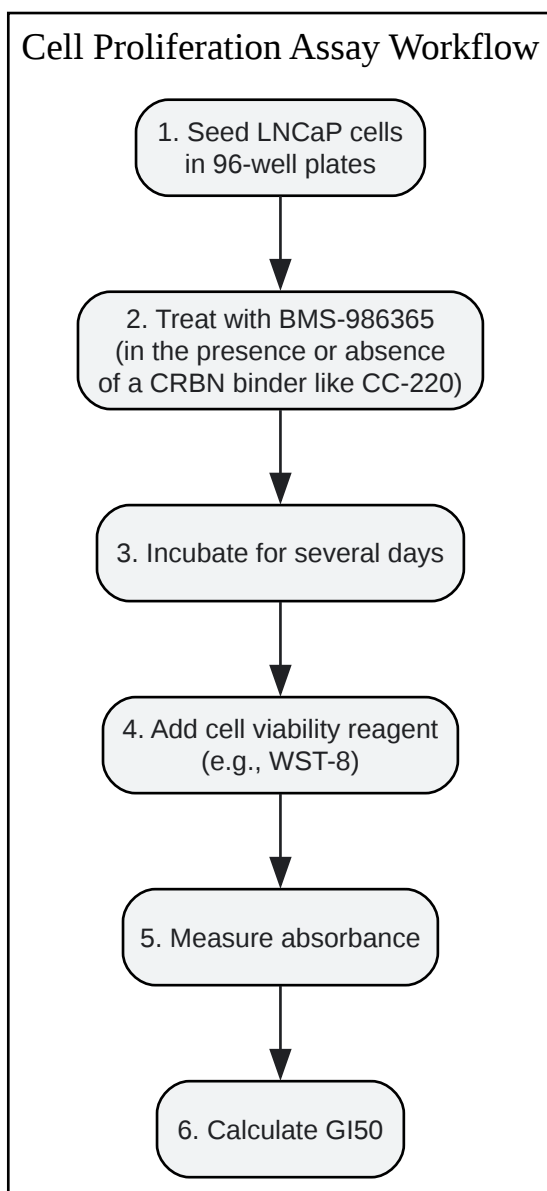 Cell Proliferation Assay Workflow
1. Seed LNCaP cells
in 96-well plates
2. Treat with BMS-986365
(in the presence or absence
of a CRBN binder like CC-220)
3. Incubate for several days
4. Add cell viability reagent
(e.g., WST-8)
5. Measure absorbance
6. Calculate GI50